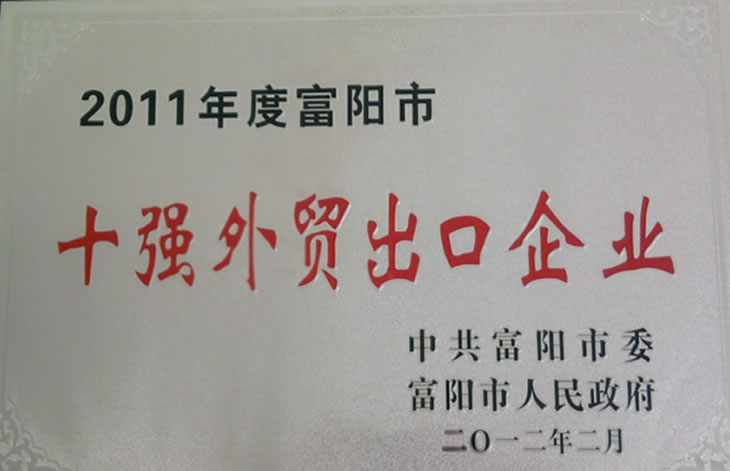 2011年度富阳市
十强外贸出口企业
中共富阳市委
富阳市人民政府
二〇一二年二月